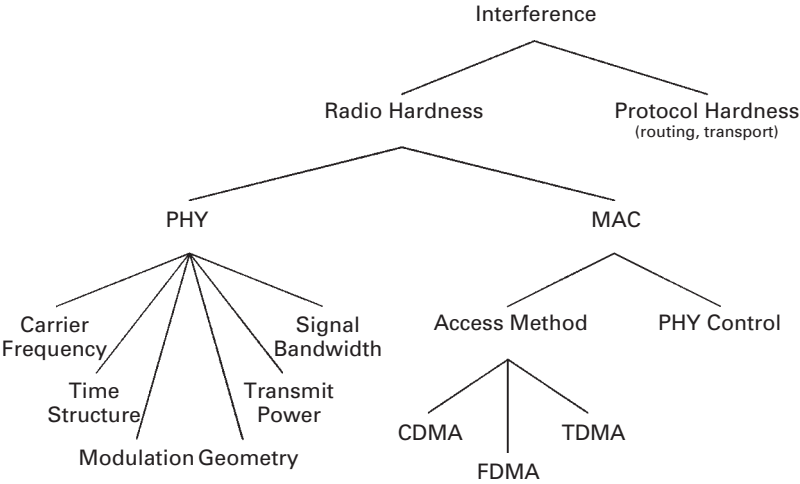 Interference
Radio Hardness
Protocol Hardness
(routing, transport)
PHY
MAC
Carrier
Frequency
Signal
Bandwidth
Access Method
PHY Control
Time
Structure
Transmit
Power
Modulation
Geometry
CDMA
TDMA
FDMA